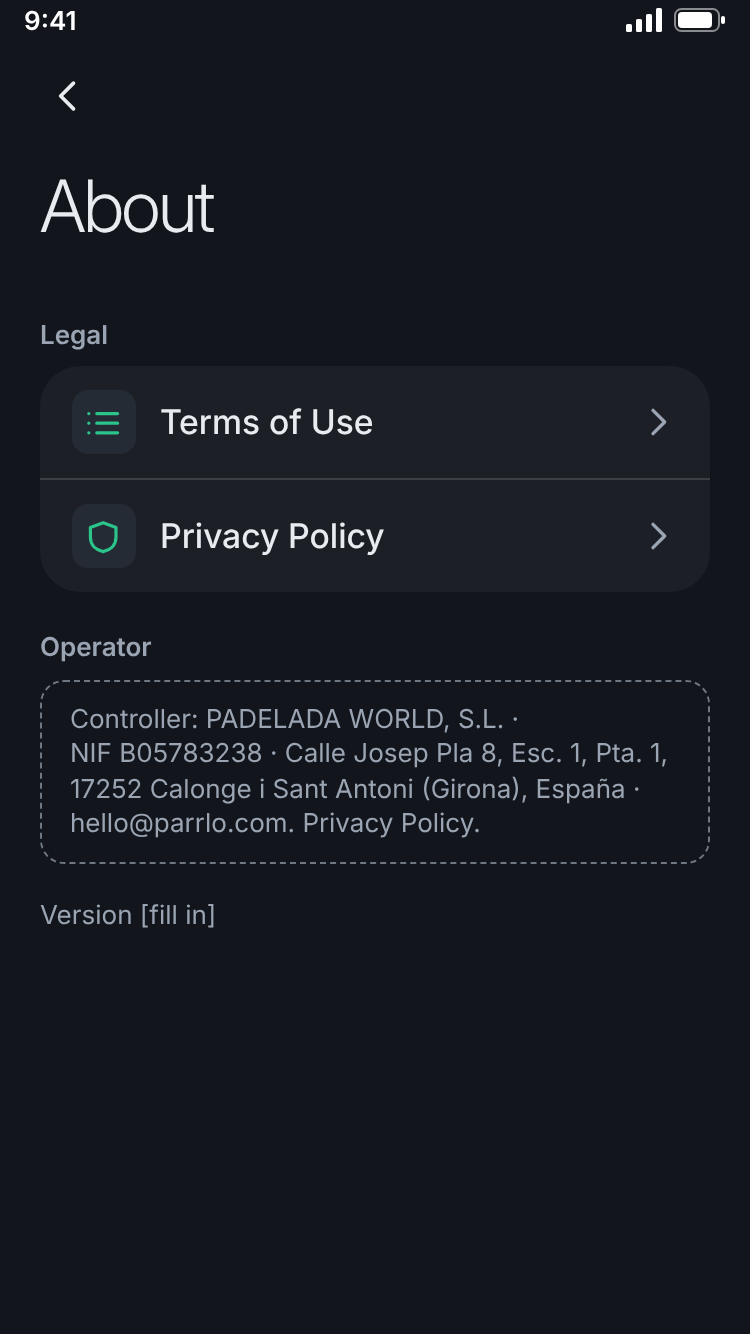 9:41
About
Legal
Terms of Use
Privacy Policy
Operator
Controller: PADELADA WORLD, S.L. ·
NIF B05783238 · Calle Josep Pla 8, Esc. 1, Pta. 1,
17252 Calonge i Sant Antoni (Girona), España ·
hello@parrlo.com. Privacy Policy.
Version [fill in]